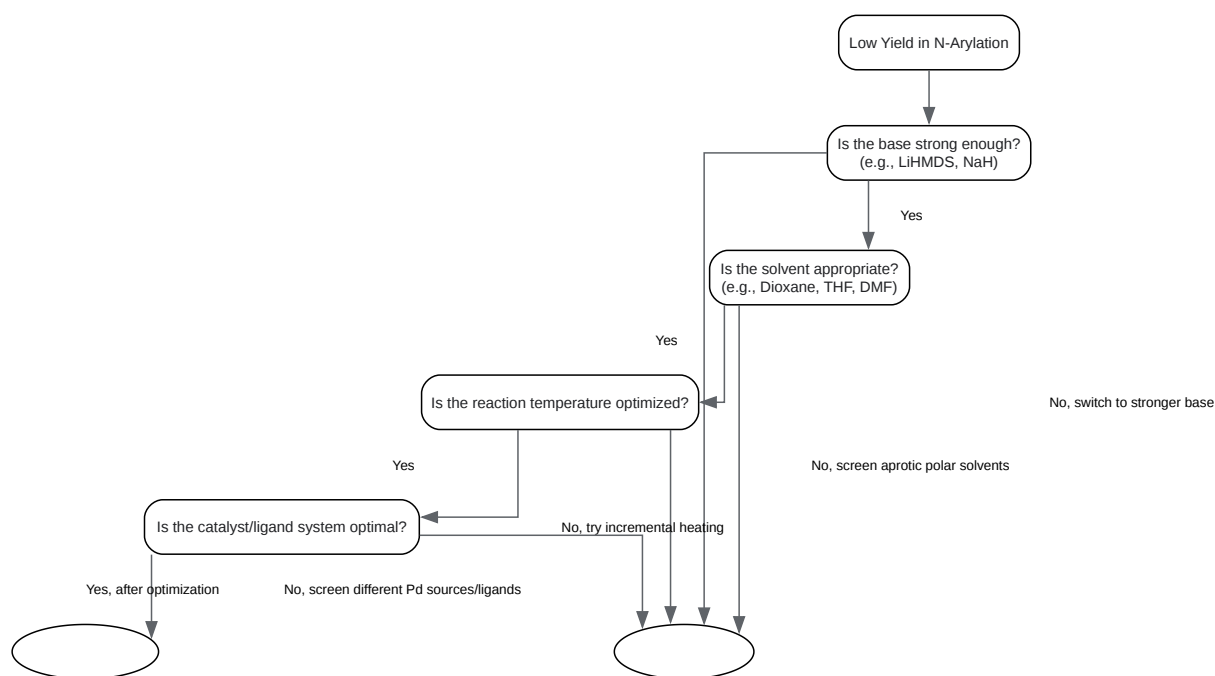 Low Yield in N-Arylation
Is the base strong enough?
(e.g., LiHMDS, NaH)
Yes
Is the solvent appropriate?
(e.g., Dioxane, THF, DMF)
Yes
Is the reaction temperature optimized?
No, switch to stronger base
Yes
No, screen aprotic polar solvents
Is the catalyst/ligand system optimal?
No, try incremental heating
Yes, after optimization
No, screen different Pd sources/ligands